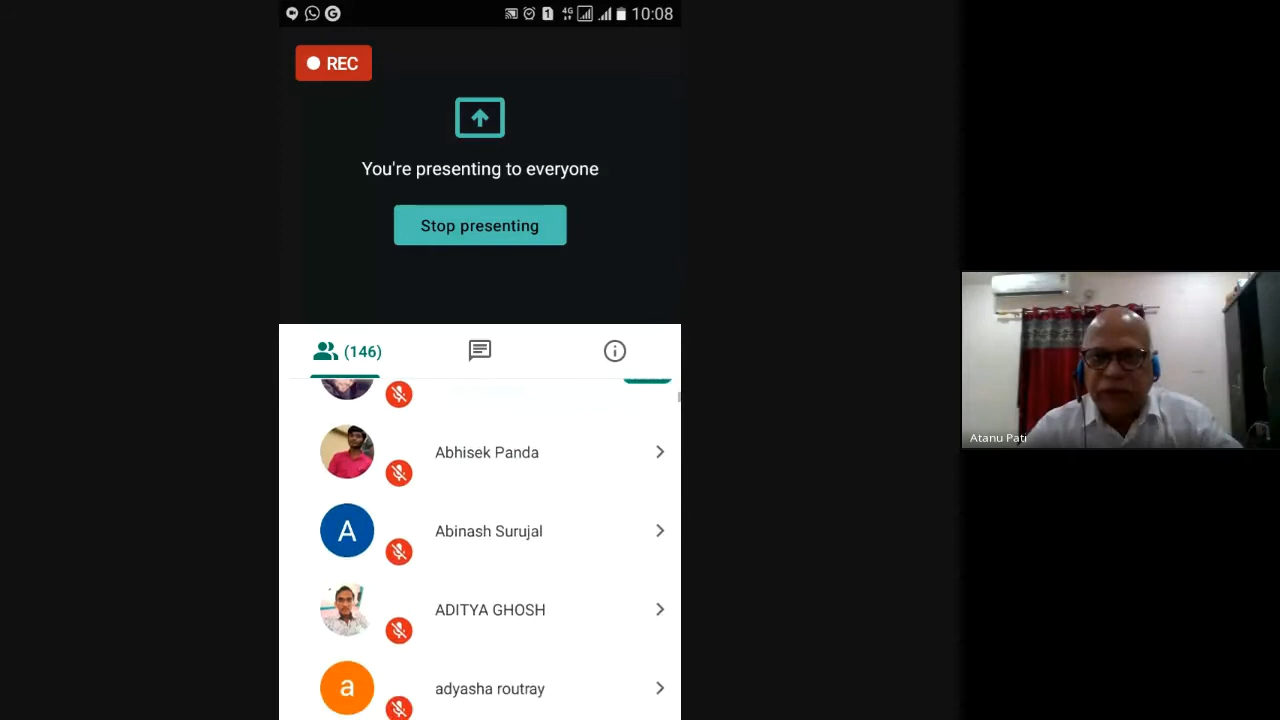 4G 10:08
REC
You're presenting to everyone
Stop presenting
(146)
Abhisek Panda
A Abinash Surujal
ADITYA GHOSH
a adyasha routray
Atanu Pati